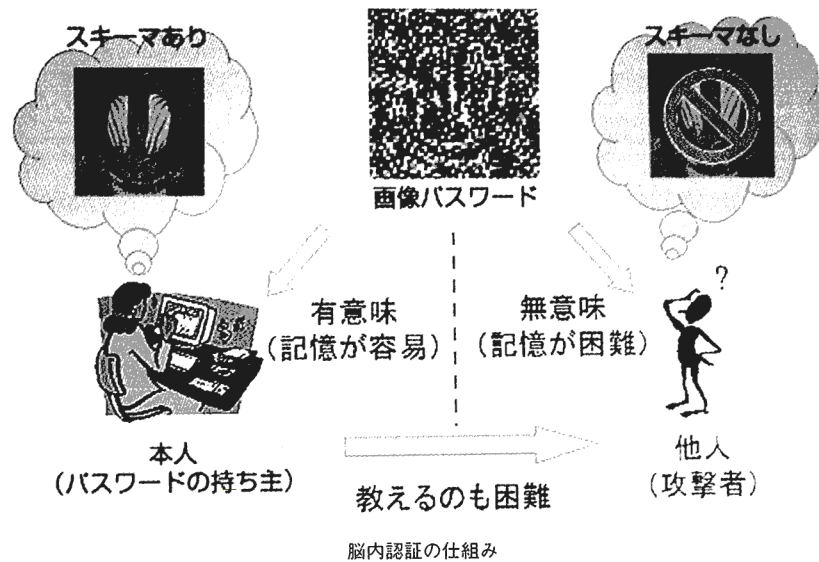 スキーマあり
スキーマなし
画像パスワード
有意味
(記憶が容易)
無意味
(記憶が困難)
?
本人
(パスワードの持ち主)
他人
(攻撃者)
教えるのも困難
脳内認証の仕組み